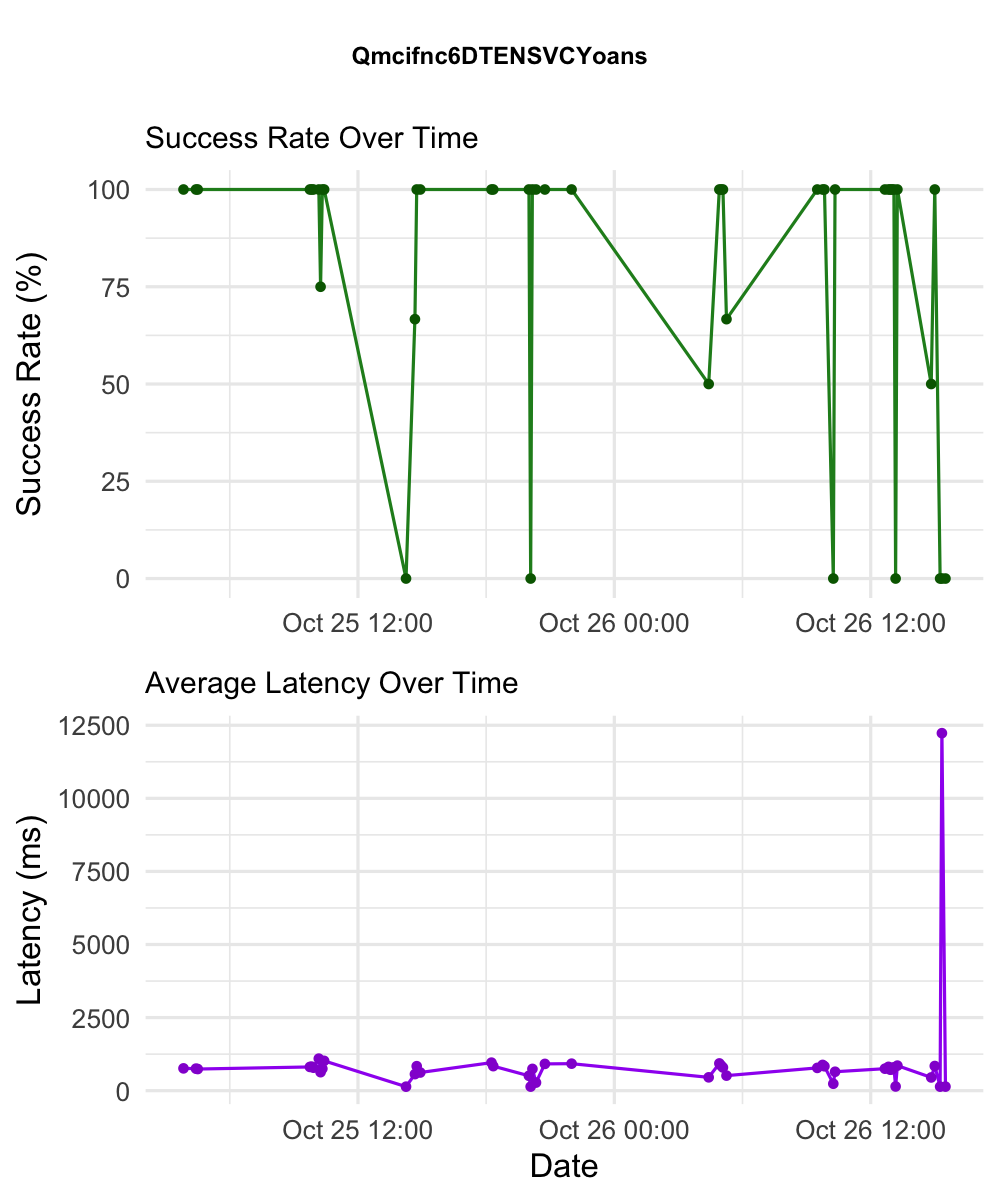 Qmcifnc6DTENSVCYoans
Success Rate Over Time
Success Rate (%)
100
75
50
25
0
Oct 25 12:00
Oct 26 00:00
Oct 26 12:00
Average Latency Over Time
Latency (ms)
12500
10000
7500
5000
2500
0
Oct 25 12:00
Oct 26 00:00
Oct 26 12:00
Date